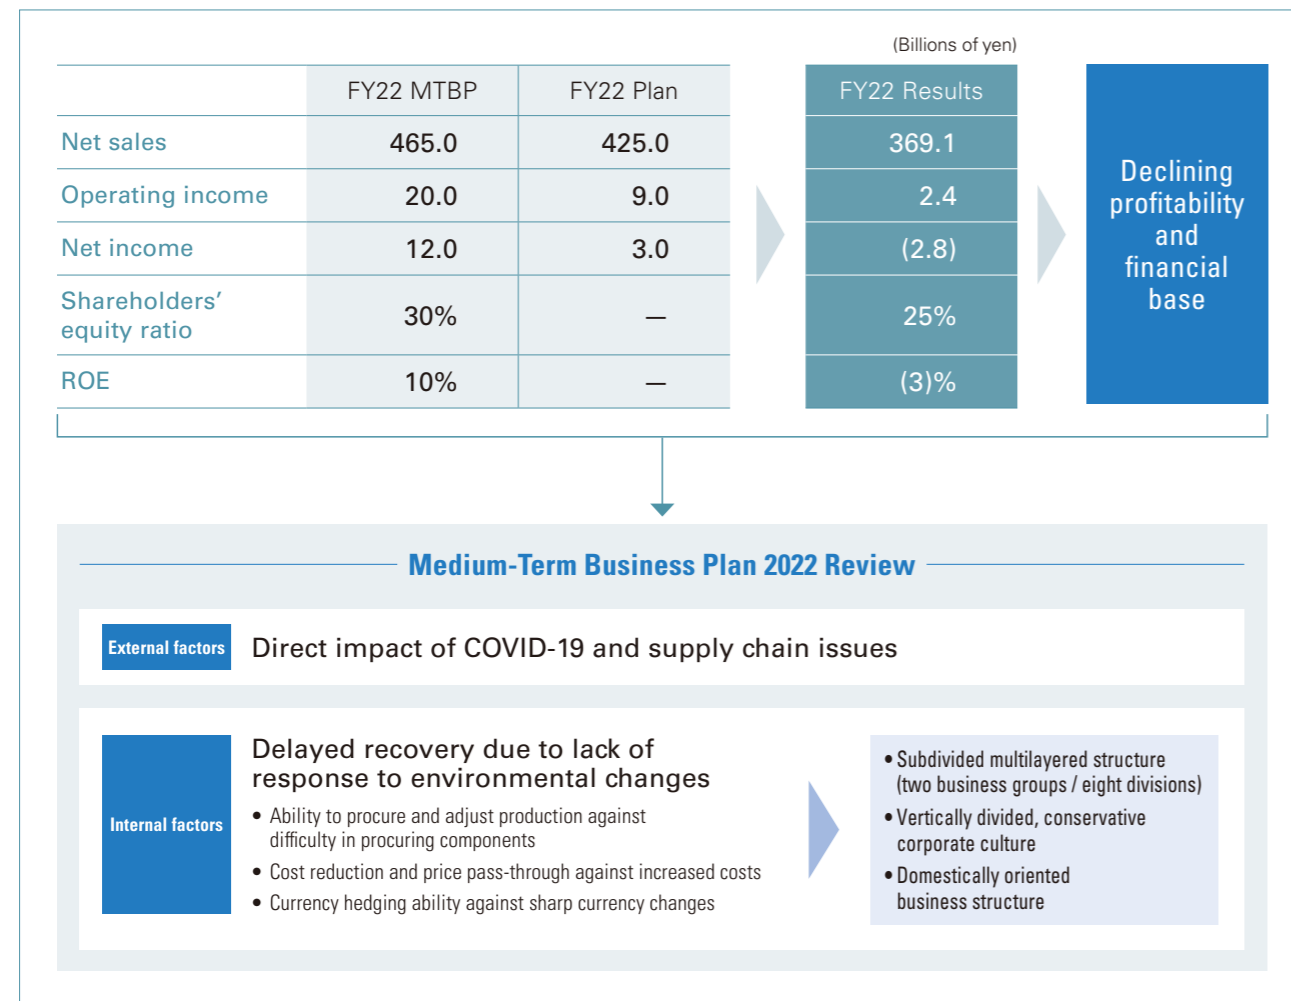 (Billions of yen)
FY22 MTBP FY22 Plan FY22 Results
Net sales 465.0 425.0 369.1
Operating income 20.0 9.0 2.4
Net income 12.0 3.0 (2.8)
Shareholders’
equity ratio 30% — 25%
ROE 10% — (3)%
Declining
profitability
and
financial
base
Medium-Term Business Plan 2022 Review
External factors Direct impact of COVID-19 and supply chain issues
Internal factors
Delayed recovery due to lack of
response to environmental changes
• Ability to procure and adjust production against
difficulty in procuring components
• Cost reduction and price pass-through against increased costs
• Currency hedging ability against sharp currency changes
• Subdivided multilayered structure
(two business groups / eight divisions)
• Vertically divided, conservative
corporate culture
• Domestically oriented
business structure